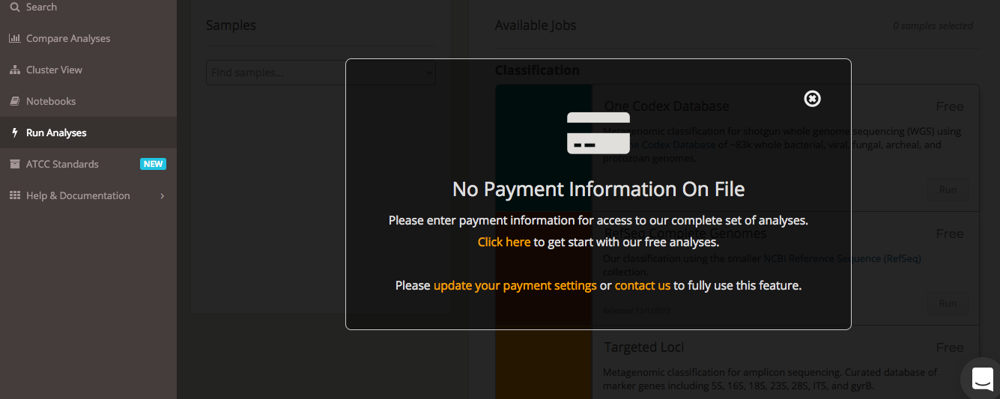 Search
Compare Analyses
Cluster View
Notebooks
Run Analyses
ATCC Standards NEW
Help & Documentation
Samples
Find samples...
Available Jobs
0 samples selected
Classification
One Codex Database
Free
Metagenomic classification for shotgun whole genome sequencing (WGS) using
One Codex Database of ~83k whole bacterial, viral, fungal, archeal, and
protozoan genomes.
Run
No Payment Information On File
Please enter payment information for access to our complete set of analyses.
Click here to get start with our free analyses.
Please update your payment settings or contact us to fully use this feature.
RefSeq Complete Genomes
Free
Our classification using the smaller NCBI Reference Sequence (RefSeq)
collection.
Run
Targeted Loci
Free
Metagenomic classification for amplicon sequencing. Curated database of
marker genes including 5S, 16S, 18S, 23S, 28S, ITS, and gyrB.